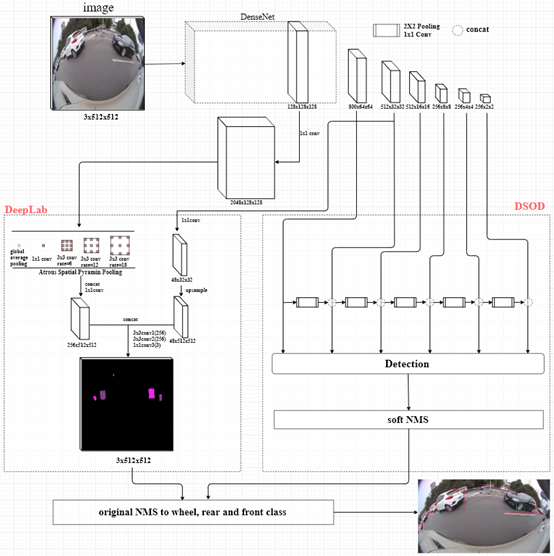 image
DenseNet
2X2 Pooling
1x1 Conv
concat
3x512x512
128x128x128
800x64x64
512x32x32
512x16x16
256x8x8
256x4x4
256x2x2
1x1 conv
2048x128x128
DeepLab
DSOD
1x1conv
global
average
pooling
1x1 conv
3x3 conv
rate=6
3x3 conv
rate=12
3x3 conv
rate=18
Atrous Spatial Pyramin Pooling
48x32x32
concat
1x1conv
upsample
concat
256x512x512
3x3conv1(256)
3x3conv2(256)
1x1conv3(3)
48x512x512
Detection
soft NMS
3x512x512
original NMS to wheel, rear and front class